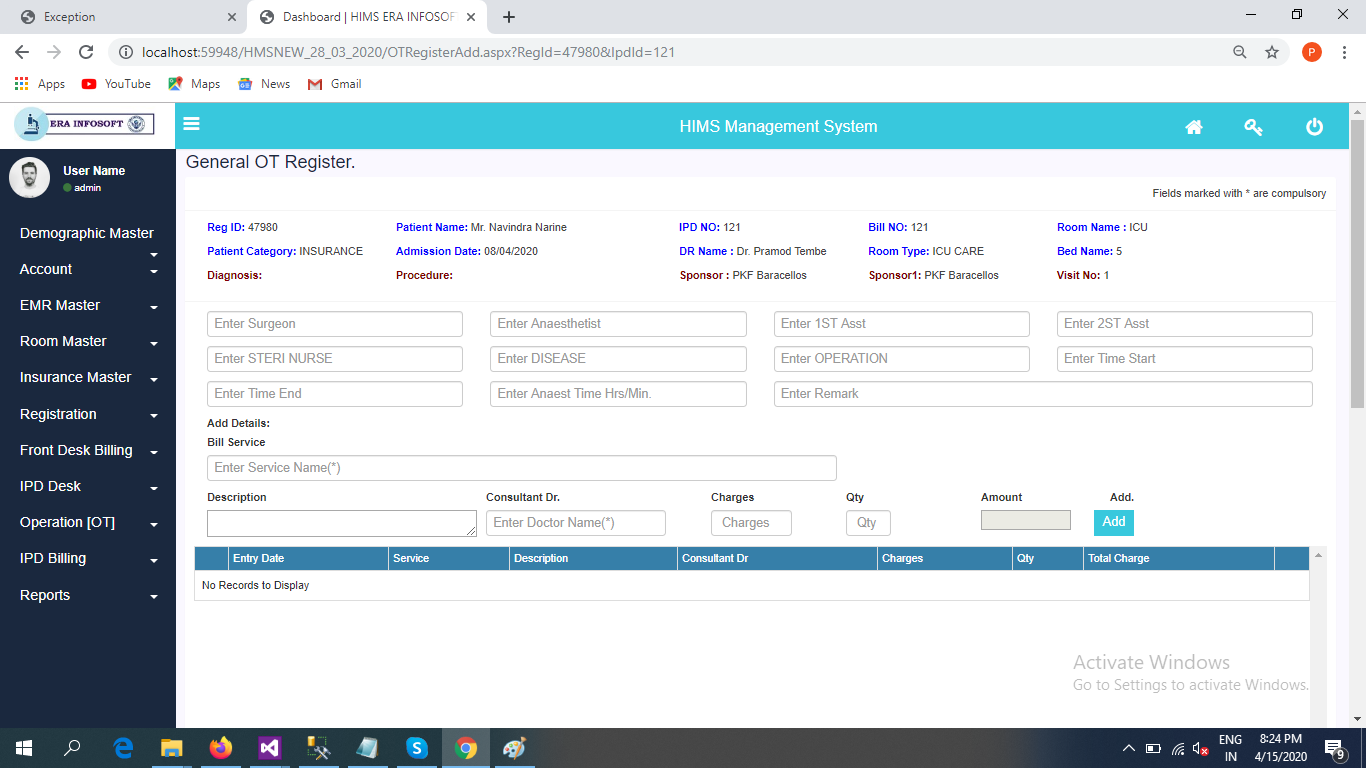 Exception
Dashboard | HIMS ERA INFOSOF
localhost:59948/HMSNEW_28_03_2020/OTRegisterAdd.aspx?RegId=47980&IpdId=121
P
Apps YouTube Maps News Gmail
ERA INFOSOFT
HIMS Management System
User Name
admin
Demographic Master
Account
EMR Master
Room Master
Insurance Master
Registration
Front Desk Billing
IPD Desk
Operation [OT]
IPD Billing
Reports
General OT Register.
Fields marked with * are compulsory
Reg ID: 47980 Patient Name: Mr. Navindra Narine IPD NO: 121 Bill NO: 121 Room Name : ICU
Patient Category: INSURANCE Admission Date: 08/04/2020 DR Name : Dr. Pramod Tembe Room Type: ICU CARE Bed Name: 5
Diagnosis: Procedure: Sponsor : PKF Baracellos Sponsor1: PKF Baracellos Visit No: 1
Enter Surgeon Enter Anaesthetist Enter 1ST Asst Enter 2ST Asst
Enter STERI NURSE Enter DISEASE Enter OPERATION Enter Time Start
Enter Time End Enter Anaest Time Hrs/Min. Enter Remark
Add Details:
Bill Service
Enter Service Name(*)
Description Consultant Dr. Charges Qty Amount Add.
Enter Doctor Name(*) Charges Qty Add
Entry Date Service Description Consultant Dr Charges Qty Total Charge
No Records to Display
Activate Windows
Go to Settings to activate Windows.
ENG 8:24 PM
IN 4/15/2020 9